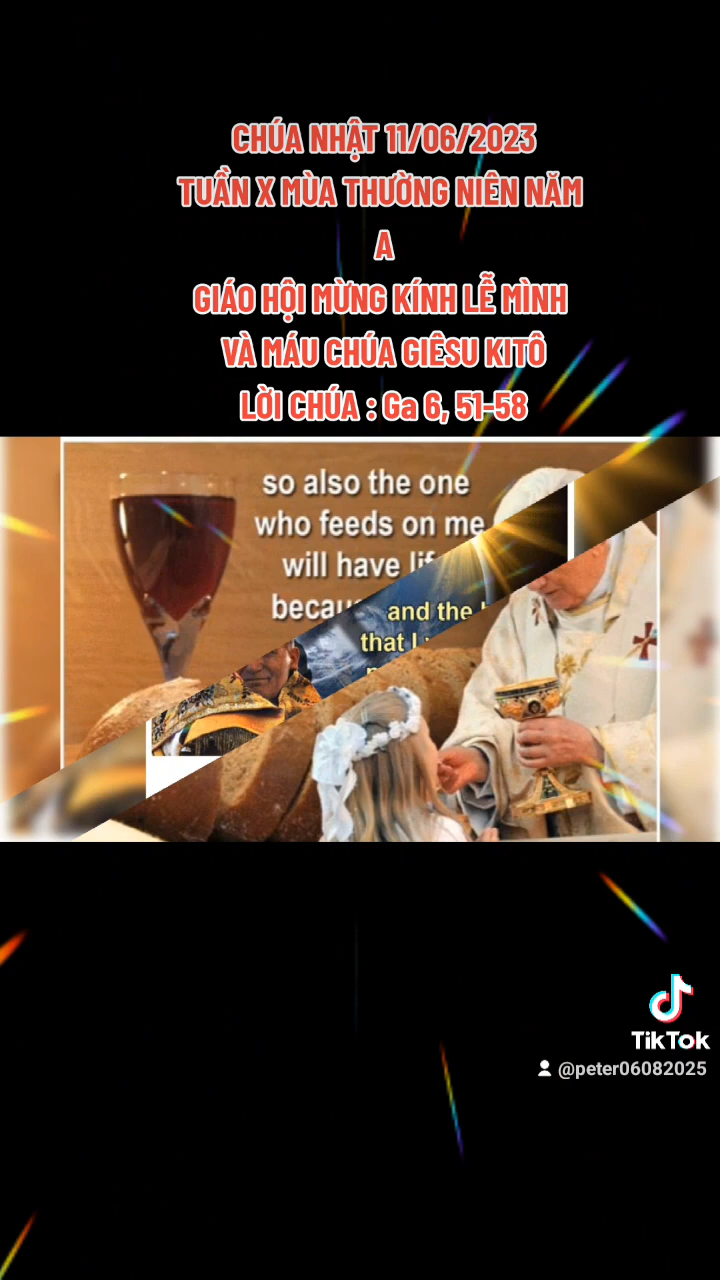 CHÚA NHẬT 11/06/2023
TUẦN X MÙA THƯỜNG NIÊN NĂM
A
GIÁO HỘI MỪNG KÍNH LỄ MÌNH
VÀ MÁU CHÚA GIÊSU KITÔ
LỜI CHÚA : Ga 6, 51-58
so also the one
who feeds on me
will have
and the
that I
TikTok
@peter06082025